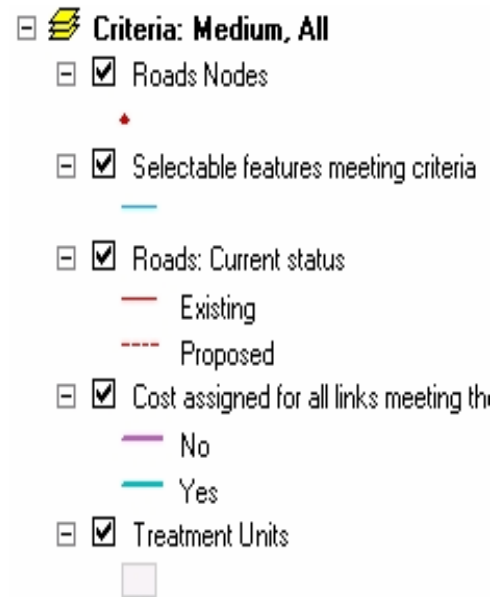 Criteria: Medium, All
Roads Nodes
Selectable features meeting criteria
Roads: Current status
Existing
Proposed
Cost assigned for all links meeting
No
Yes
Treatment Units